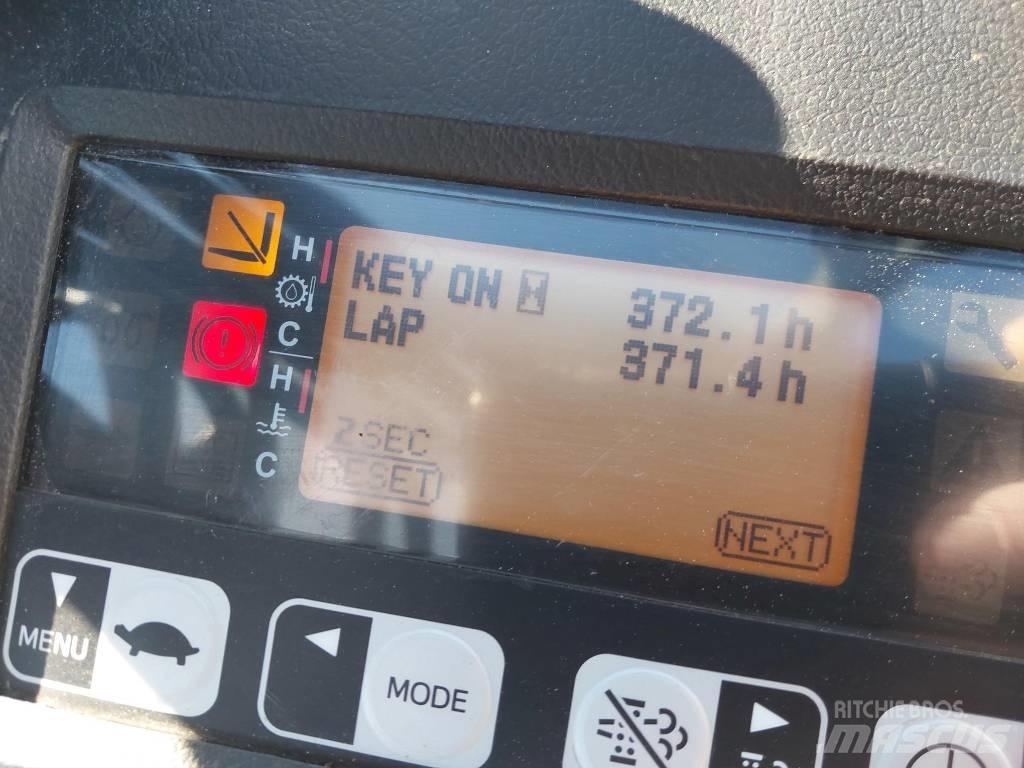 H
C
H
C
KEY ON 372.1h
LAP 371.4h
2SEC
RESET
NEXT
MENU
MODE
RITCHIE BROS.
MASCUS